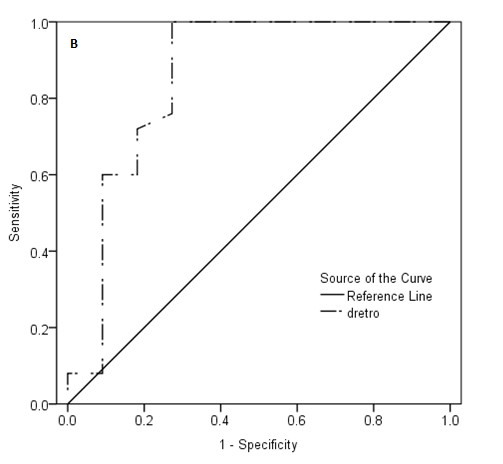 B
1.0
0.8
0.6
0.4
0.2
0.0
Sensitivity
Source of the Curve
Reference Line
dretro
0.0 0.2 0.4 0.6 0.8 1.0
1 - Specificity